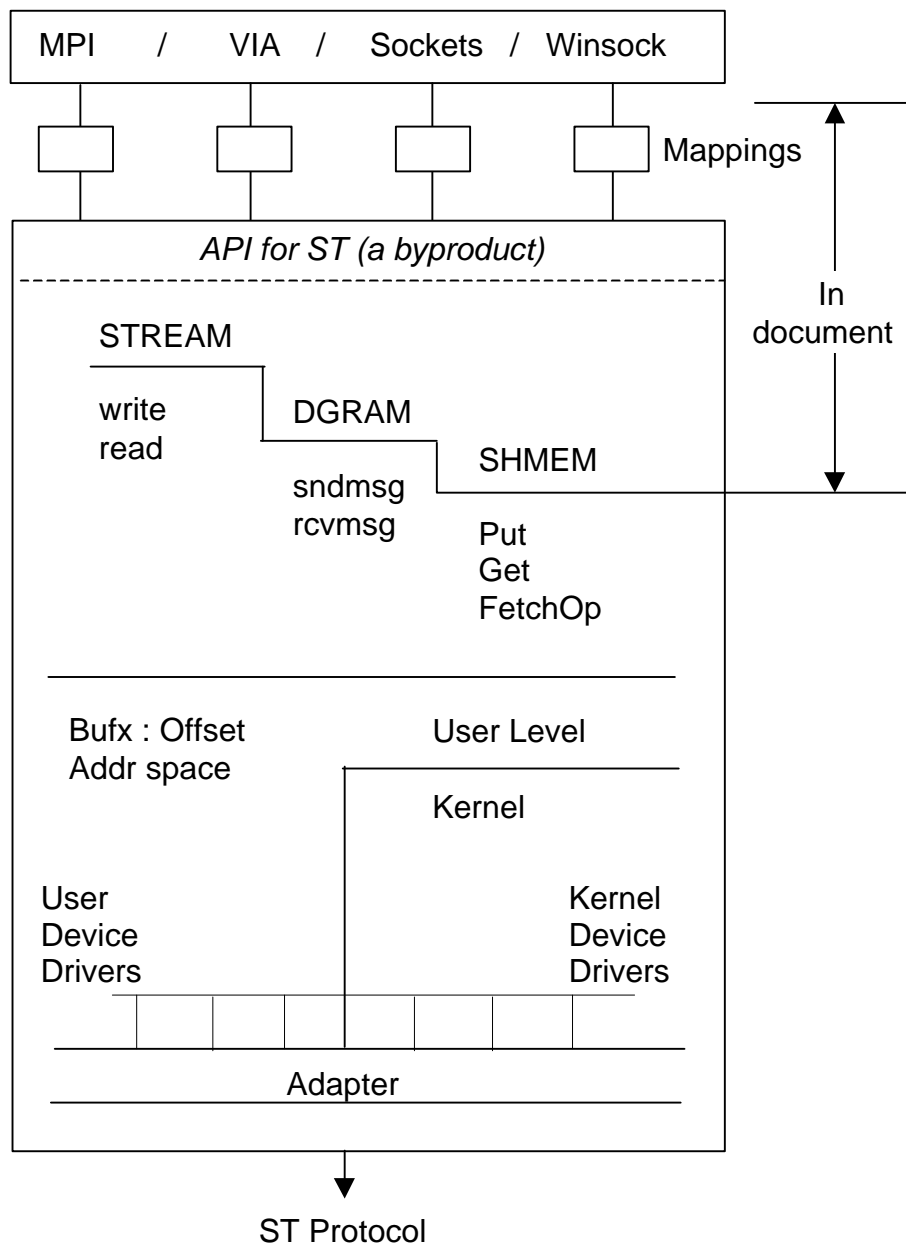 MPI / VIA / Sockets / Winsock
Mappings
API for ST (a byproduct)
In
document
STREAM
write
read
DGRAM
sndmsg
rcvmsg
SHMEM
Put
Get
FetchOp
Bufx : Offset
Addr space
User Level
Kernel
User
Device
Drivers
Kernel
Device
Drivers
Adapter
ST Protocol